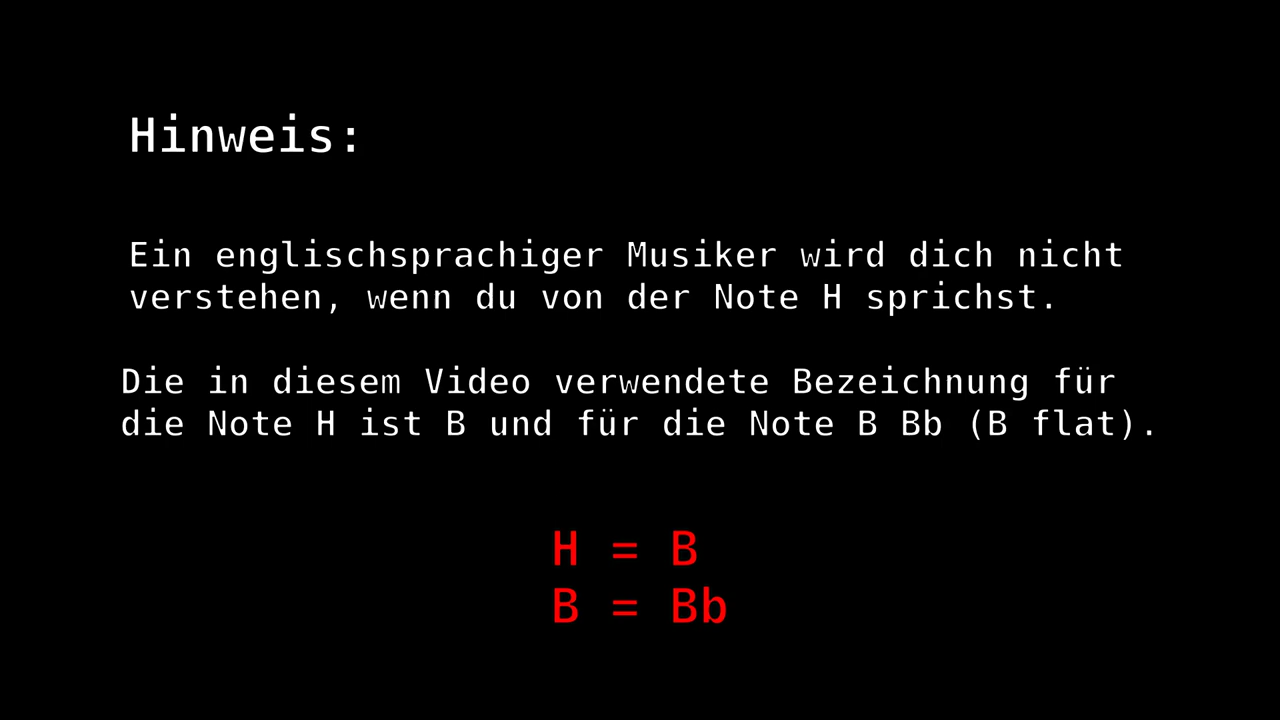 Hinweis:
Ein englischsprachiger Musiker wird dich nicht
verstehen, wenn du von der Note H sprichst.
Die in diesem Video verwendete Bezeichnung für
die Note H ist B und für die Note B Bb (B flat).
H = B
B = Bb